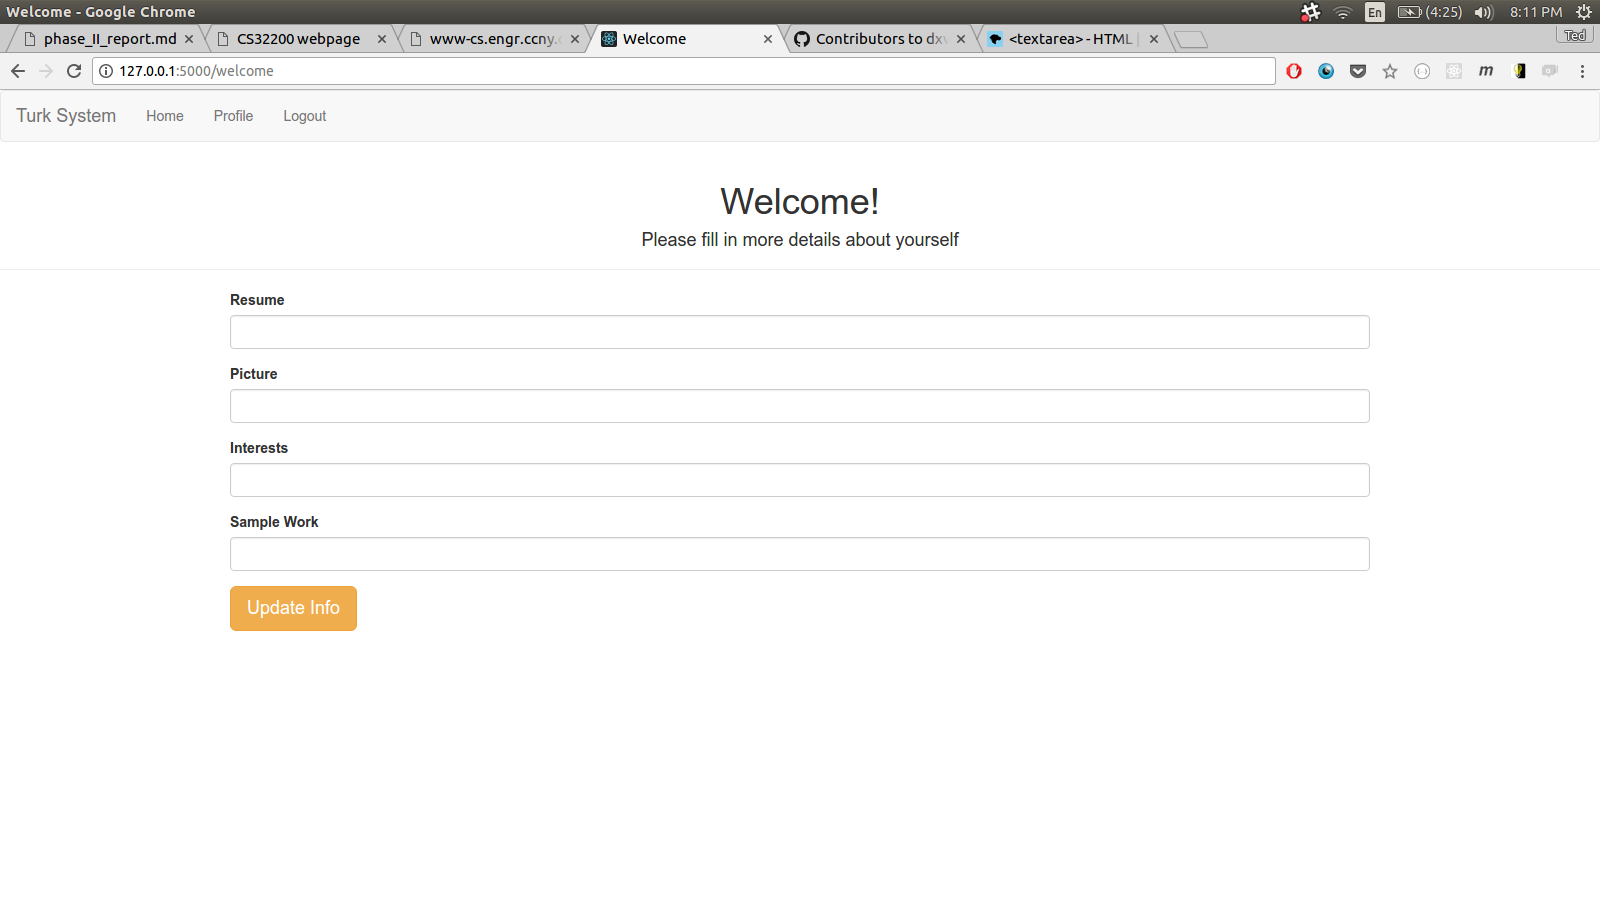 Welcome - Google Chrome
En
(4:25)
8:11 PM
phase_II_report.md
CS32200 webpage
www-cs.engr.ccny.
Welcome
Contributors to dxv
<textarea> - HTML
Ted
127.0.0.1:5000/welcome
m
Turk System
Home
Profile
Logout
Welcome!
Please fill in more details about yourself
Resume
Picture
Interests
Sample Work
Update Info